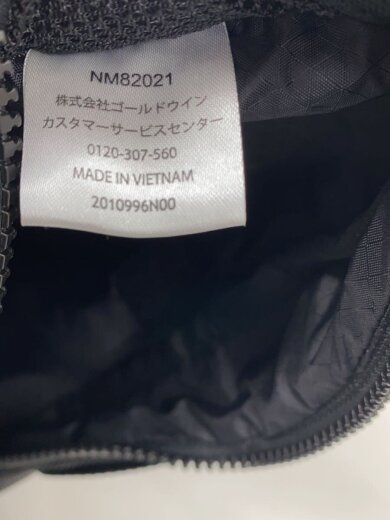 NM82021
株式会社ゴールドウイン
カスタマーサービスセンター
0120-307-560
MADE IN VIETNAM
2010996N00